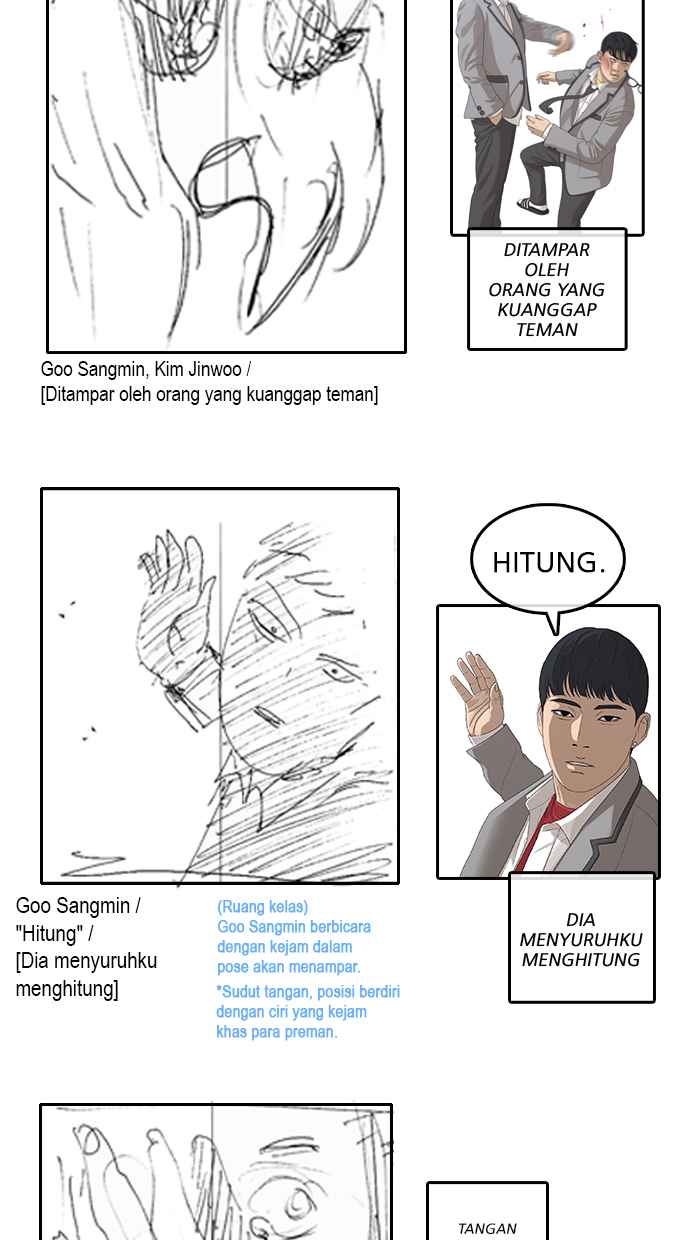 DITAMPAR
OLEH
ORANG YANG
KUANGGAP
TEMAN
Goo Sangmin, Kim Jinwoo /
[Ditampar oleh orang yang kuanggap teman]
HITUNG.
Goo Sangmin /
"Hitung" /
[Dia menyuruhku
menghitung]
(Ruang kelas)
Goo Sangmin berbicara
dengan kejam dalam
pose akan menampar.
*Sudut tangan, posisi berdiri
dengan ciri yang kejam
khas para preman.
DIA
MENYURUHKU
MENGHITUNG
TANGAN